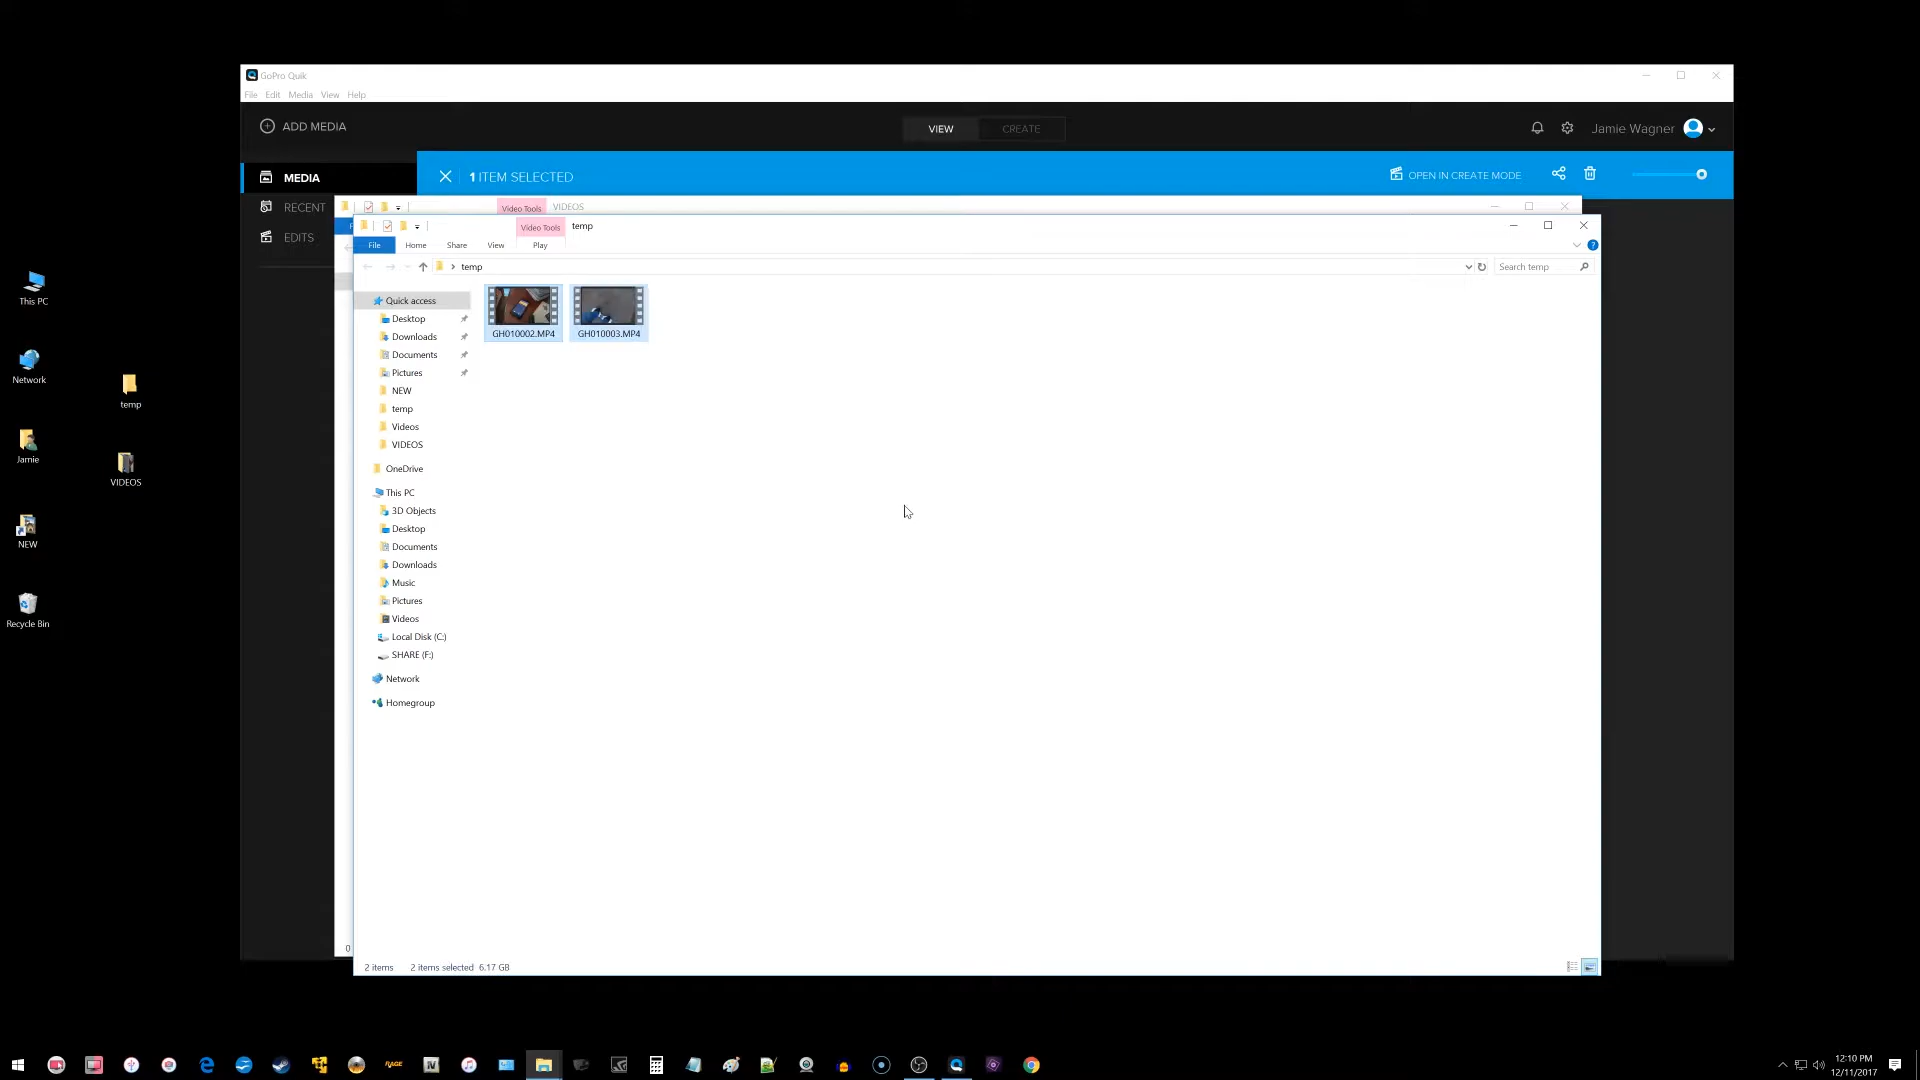 GoPro Quik
File Edit Media View Help
ADD MEDIA
VIEW
CREATE
Jamie Wagner
MEDIA
1 ITEM SELECTED
OPEN IN CREATE MODE
RECENT
EDITS
Video Tools
VIDEOS
Video Tools
temp
File
Home
Share
View
Play
temp
Search temp
Quick access
Desktop
Downloads
Documents
Pictures
NEW
temp
Videos
VIDEOS
OneDrive
This PC
3D Objects
Desktop
Documents
Downloads
Music
Pictures
Videos
Local Disk (C:)
SHARE (F:)
Network
Homegroup
GH010002.MP4
GH010003.MP4
0
2 items
2 items selected 6.17 GB
This PC
Network
temp
Jamie
VIDEOS
NEW
Recycle Bin
RAGE
IV
12:10 PM
12/11/2017